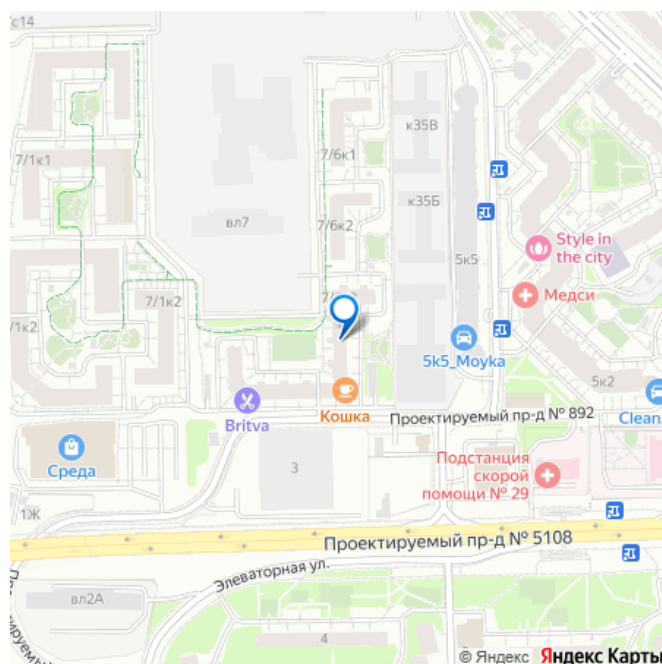 с14
к35В
7/6к1
7/1к1
к35Б
7/6к2
вл7
Style in
the city
5к5
Медси
7/1к2
1к2
5k5_Moyka
5к2
Кошка
Проектируемый пр-д № 892
Clean
Britva
Среда
3
Подстанция
скорой
помощи № 29
1Ж
Проектируемый пр-д № 5108
Элеваторная ул.
вл2А
4
© Яндекс Яндекс Карты